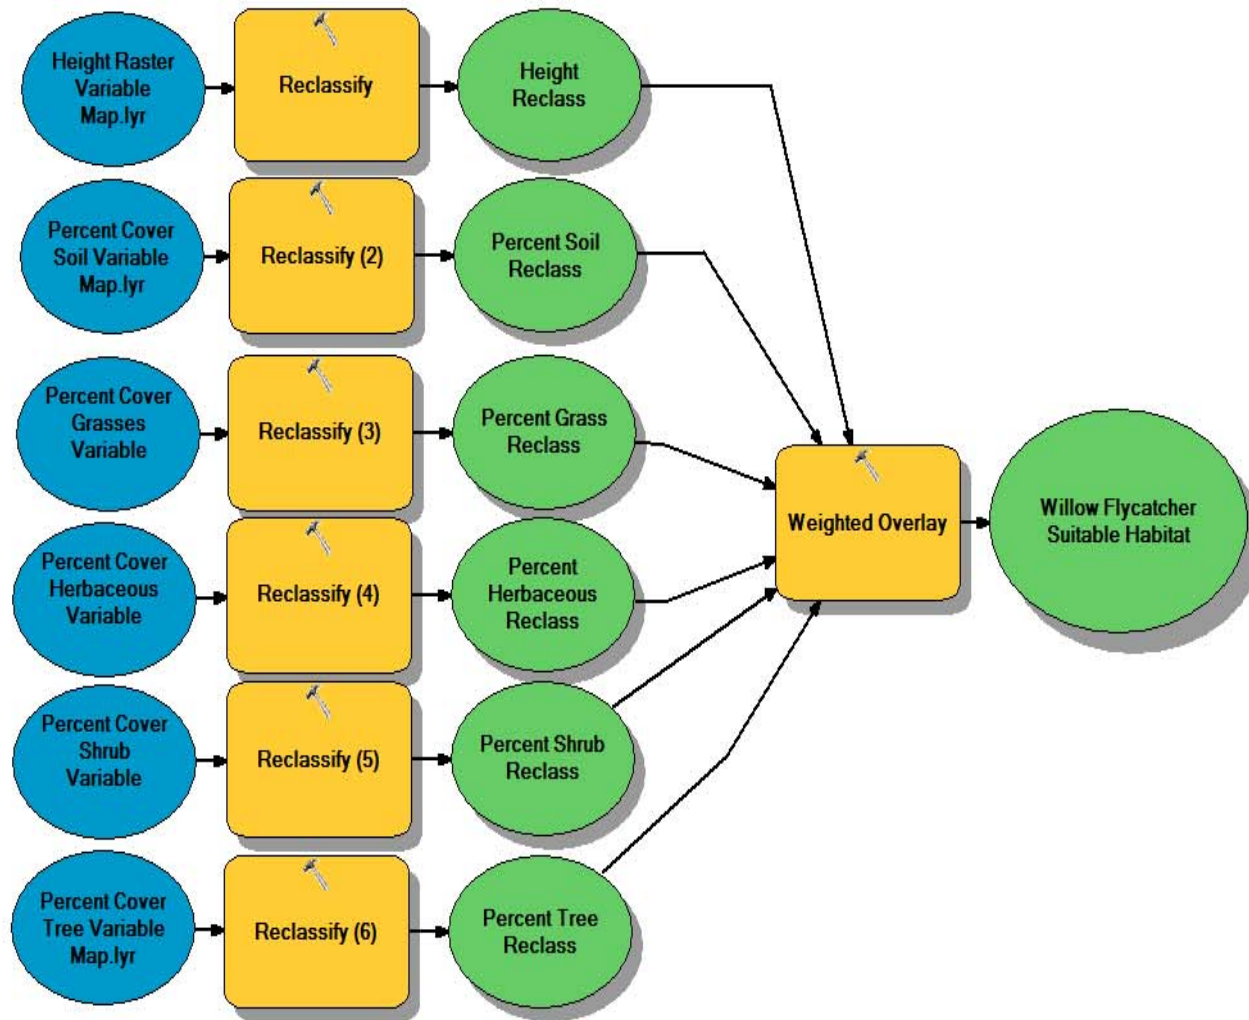 Height Raster
Variable
Map.lyr
Reclassify
Height
Reclass
Percent Cover
Soil Variable
Map.lyr
Reclassify (2)
Percent Soil
Reclass
Percent Cover
Grasses
Variable
Reclassify (3)
Percent Grass
Reclass
Percent Cover
Herbaceous
Variable
Reclassify (4)
Percent
Herbaceous
Reclass
Percent Cover
Shrub
Variable
Reclassify (5)
Percent Shrub
Reclass
Percent Cover
Tree Variable
Map.lyr
Reclassify (6)
Percent Tree
Reclass
Weighted Overlay
Willow Flycatcher
Suitable Habitat